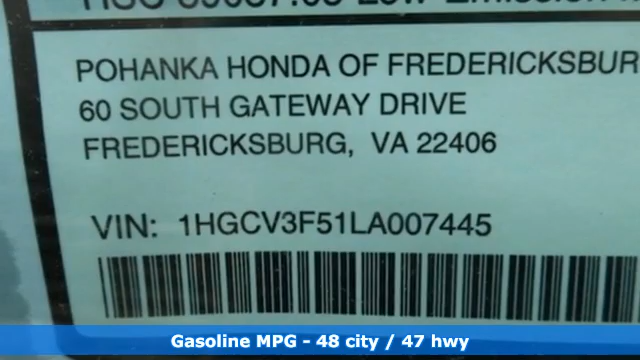 POHANKA HONDA OF FREDERICKSBUR
60 SOUTH GATEWAY DRIVE
FREDERICKSBURG, VA 22406
VIN: 1HGCV3F51LA007445
Gasoline MPG - 48 city / 47 hwy